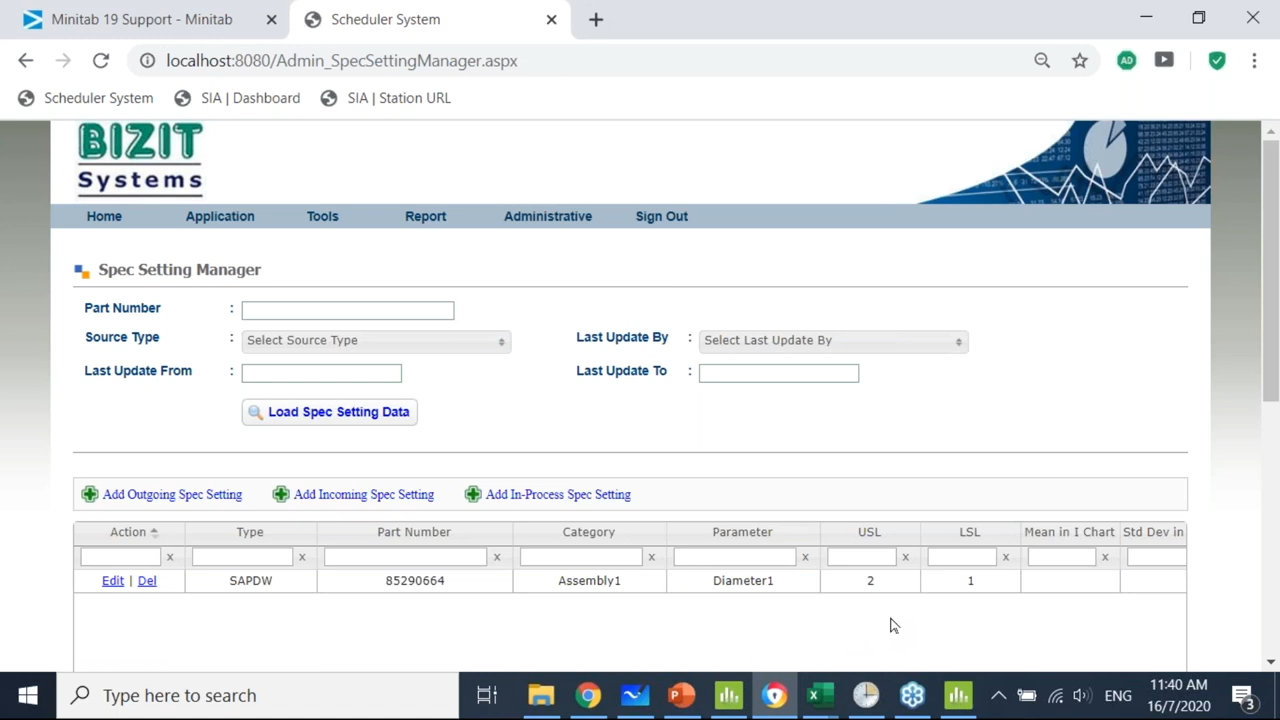 Minitab 19 Support - Minitab
Scheduler System
localhost:8080/Admin_SpecSettingManager.aspx
AD
Scheduler System
SIA | Dashboard
SIA | Station URL
BIZIT
Systems
Home
Application
Tools
Report
Administrative
Sign Out
Spec Setting Manager
Part Number :
Source Type : Select Source Type
Last Update By : Select Last Update By
Last Update From :
Last Update To :
Load Spec Setting Data
Add Outgoing Spec Setting
Add Incoming Spec Setting
Add In-Process Spec Setting
Action Type Part Number Category Parameter USL LSL Mean in I Chart Std Dev in
x x x x x x x x
Edit | Del SAPDW 85290664 Assembly1 Diameter1 2 1
Type here to search
ENG
11:40 AM
16/7/2020
3